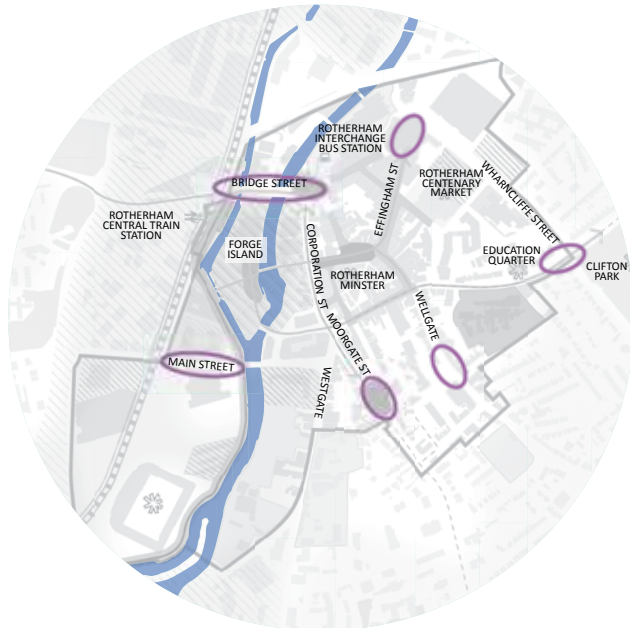 ROTHERHAM
INTERCHANGE
BUS STATION
BRIDGE STREET
ROTHERHAM
CENTENARY
MARKET
WHARNCLIFFE STREET
EFFINGHAM ST
ROTHERHAM
CENTRAL TRAIN
STATION
FORGE
ISLAND
CORPORATION ST
EDUCATION
QUARTER
CLIFTON
PARK
ROTHERHAM
MINSTER
WELLGATE
MOORGATE ST
MAIN STREET
WESTGATE